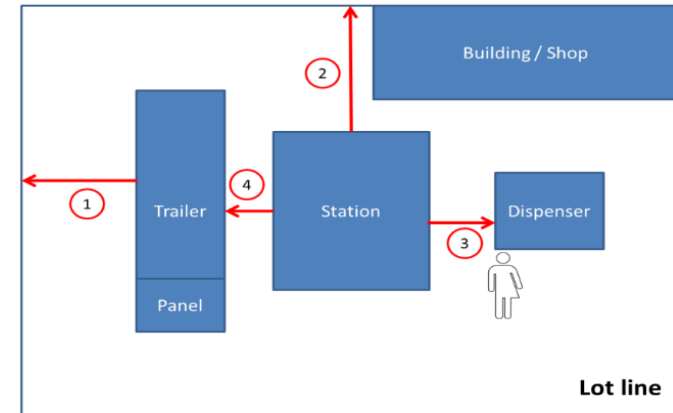 Building / Shop
2
1
Trailer
4
Station
3
Dispenser
Panel
Lot line